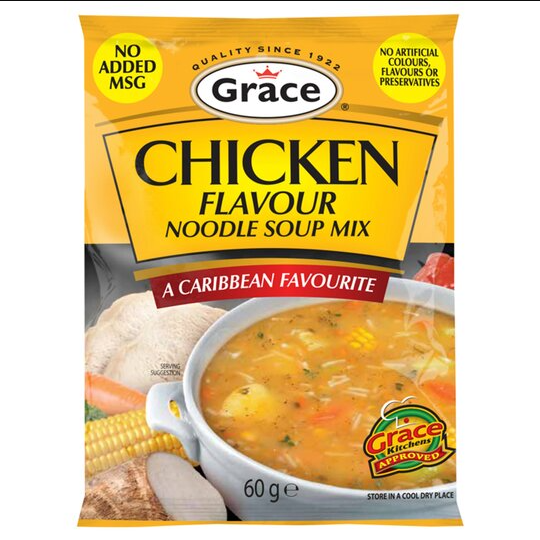 NO
ADDED
MSG
QUALITY SINCE 1922
Grace
®
NO ARTIFICIAL
COLOURS,
FLAVOURS OR
PRESERVATIVES
CHICKEN
FLAVOUR
NOODLE SOUP MIX
A CARIBBEAN FAVOURITE
SERVING
SUGGESTION
Grace
Kitchens
APPROVED
60 g e
STORE IN A COOL DRY PLACE